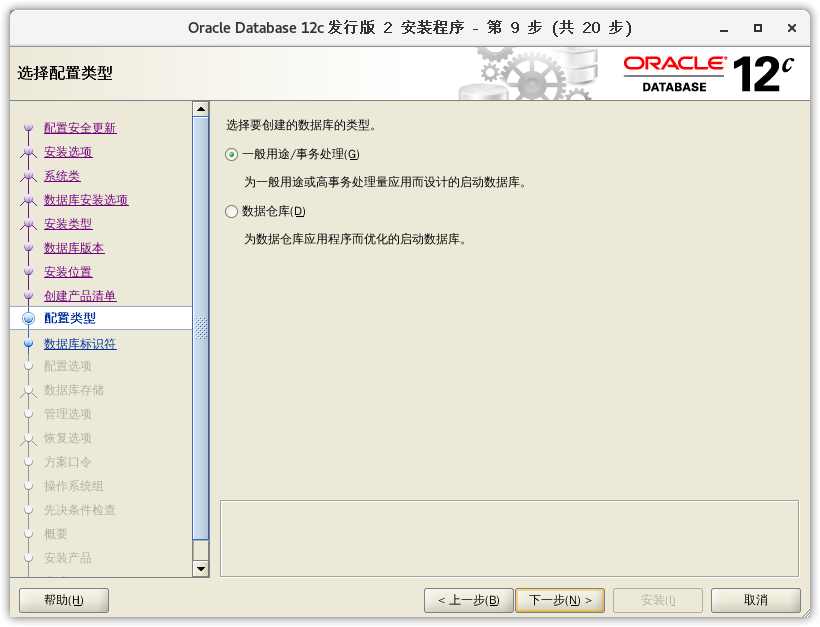 Oracle Database 12c 发行版 2 安装程序 - 第 9 步 (共 20 步)
选择配置类型
ORACLE®
DATABASE
12c
配置安全更新
安装选项
系统类
数据库安装选项
安装类型
数据库版本
安装位置
创建产品清单
配置类型
数据库标识符
配置选项
数据库存储
管理选项
恢复选项
方案口令
操作系统组
先决条件检查
概要
安装产品
选择要创建的数据库的类型。
一般用途/事务处理(G)
为一般用途或高事务处理量应用而设计的启动数据库。
数据仓库(D)
为数据仓库应用程序而优化的启动数据库。
帮助(H)
< 上一步(B)
下一步(N) >
安装(I)
取消